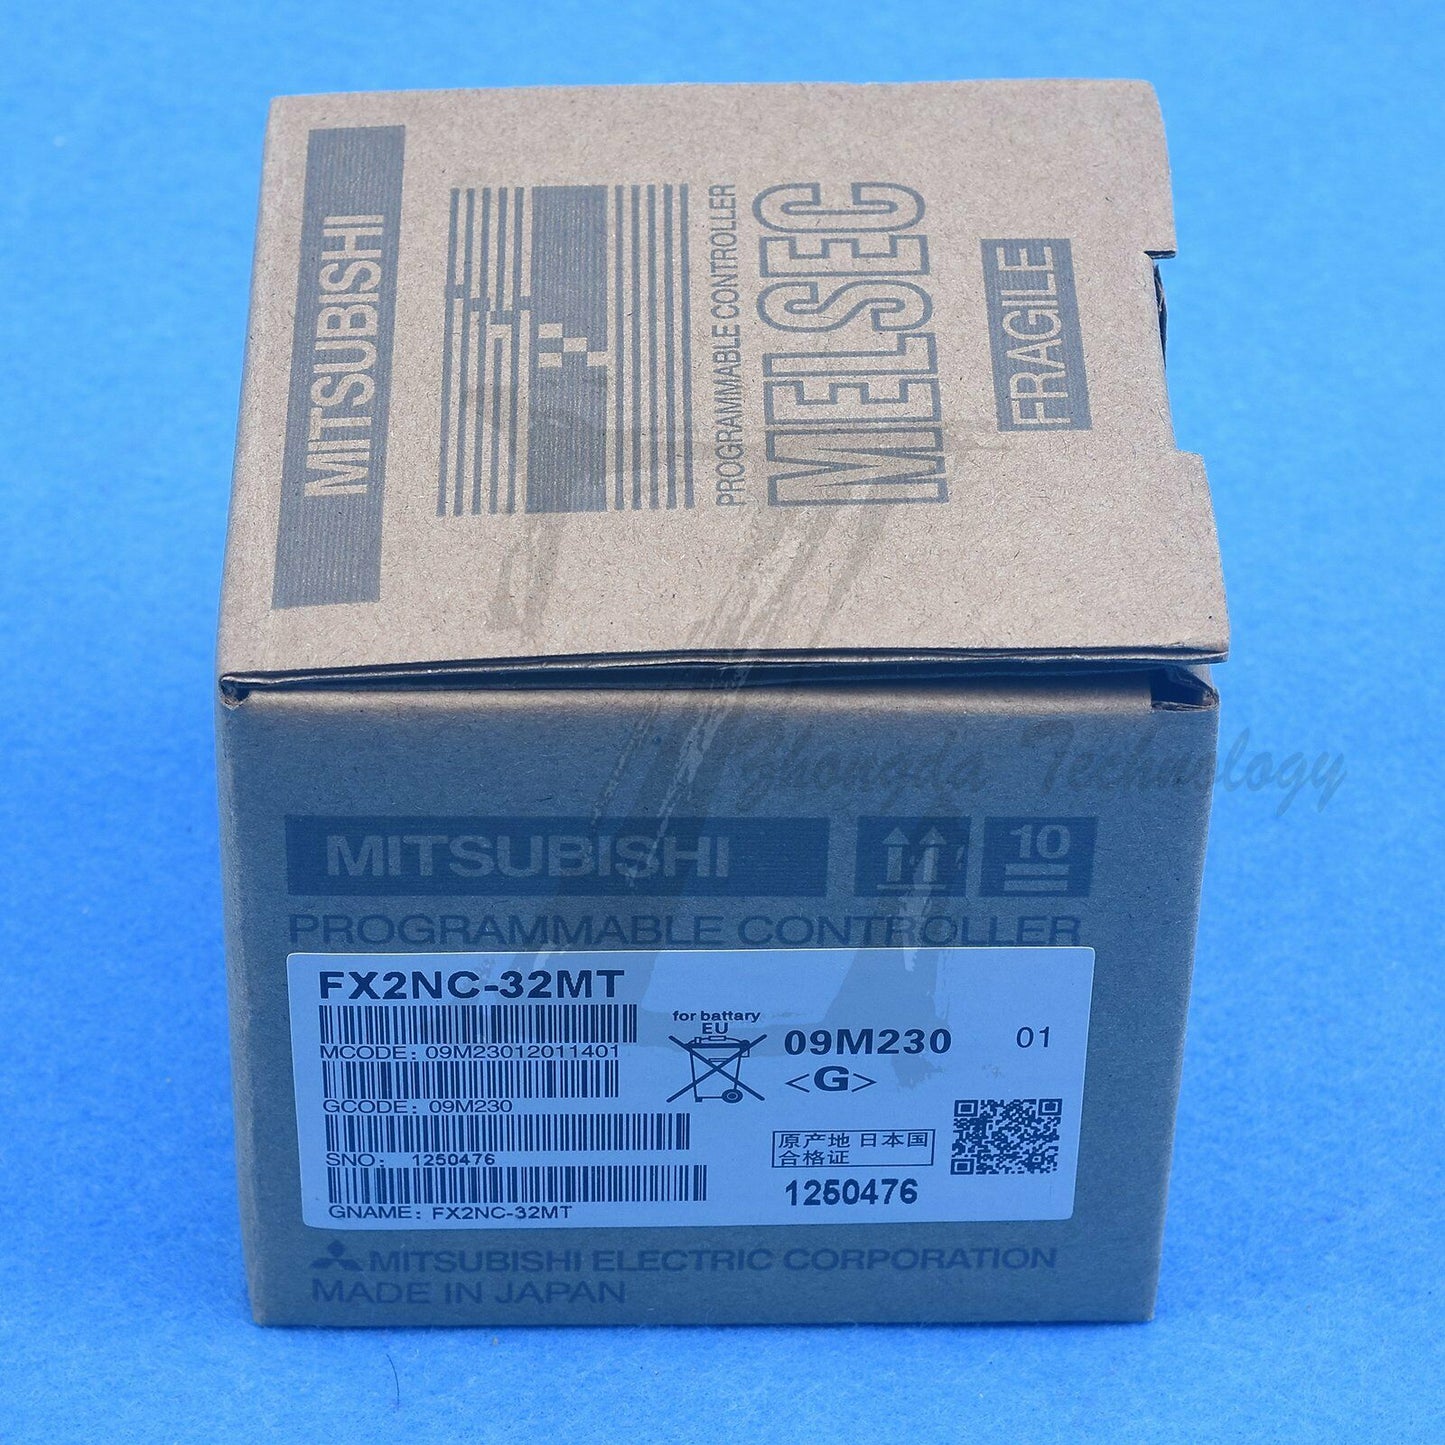 MITSUBISHI
PROGRAMMABLE CONTROLLER
MELSEC
FRAGILE
Zhongda Technology
MITSUBISHI
10
PROGRAMMABLE CONTROLLER
FX2NC-32MT
MCODE: 09M23012011401
GCODE: 09M230
SNO: 1250476
GNAME: FX2NC-32MT
for battary
EU
09M230
01
<G>
原产地 日本国
合格证
1250476
MITSUBISHI ELECTRIC CORPORATION
MADE IN JAPAN